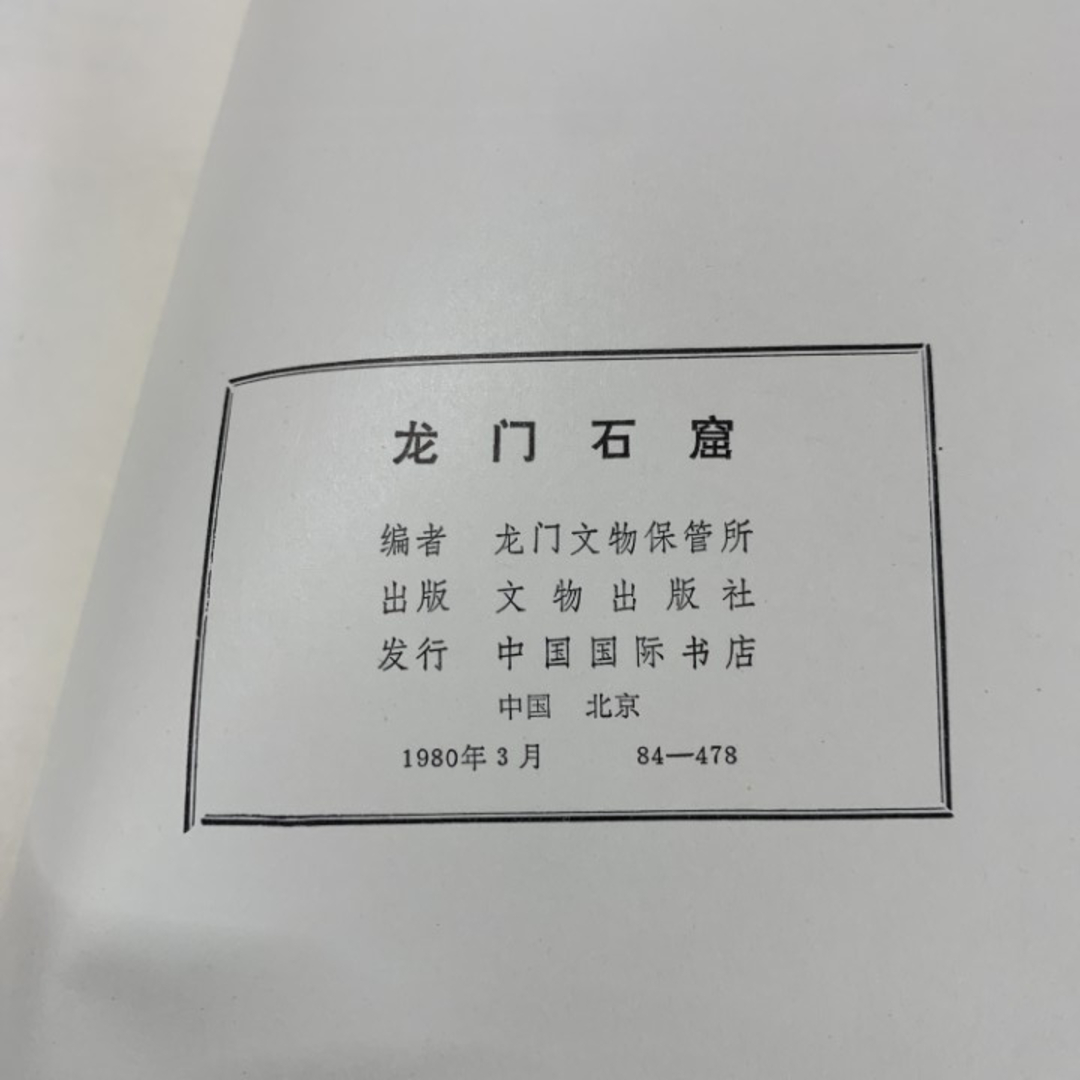 龙门石窟
编者 龙门文物保管所
出版 文物出版社
发行 中国国际书店
中国 北京
1980年3月 84—478